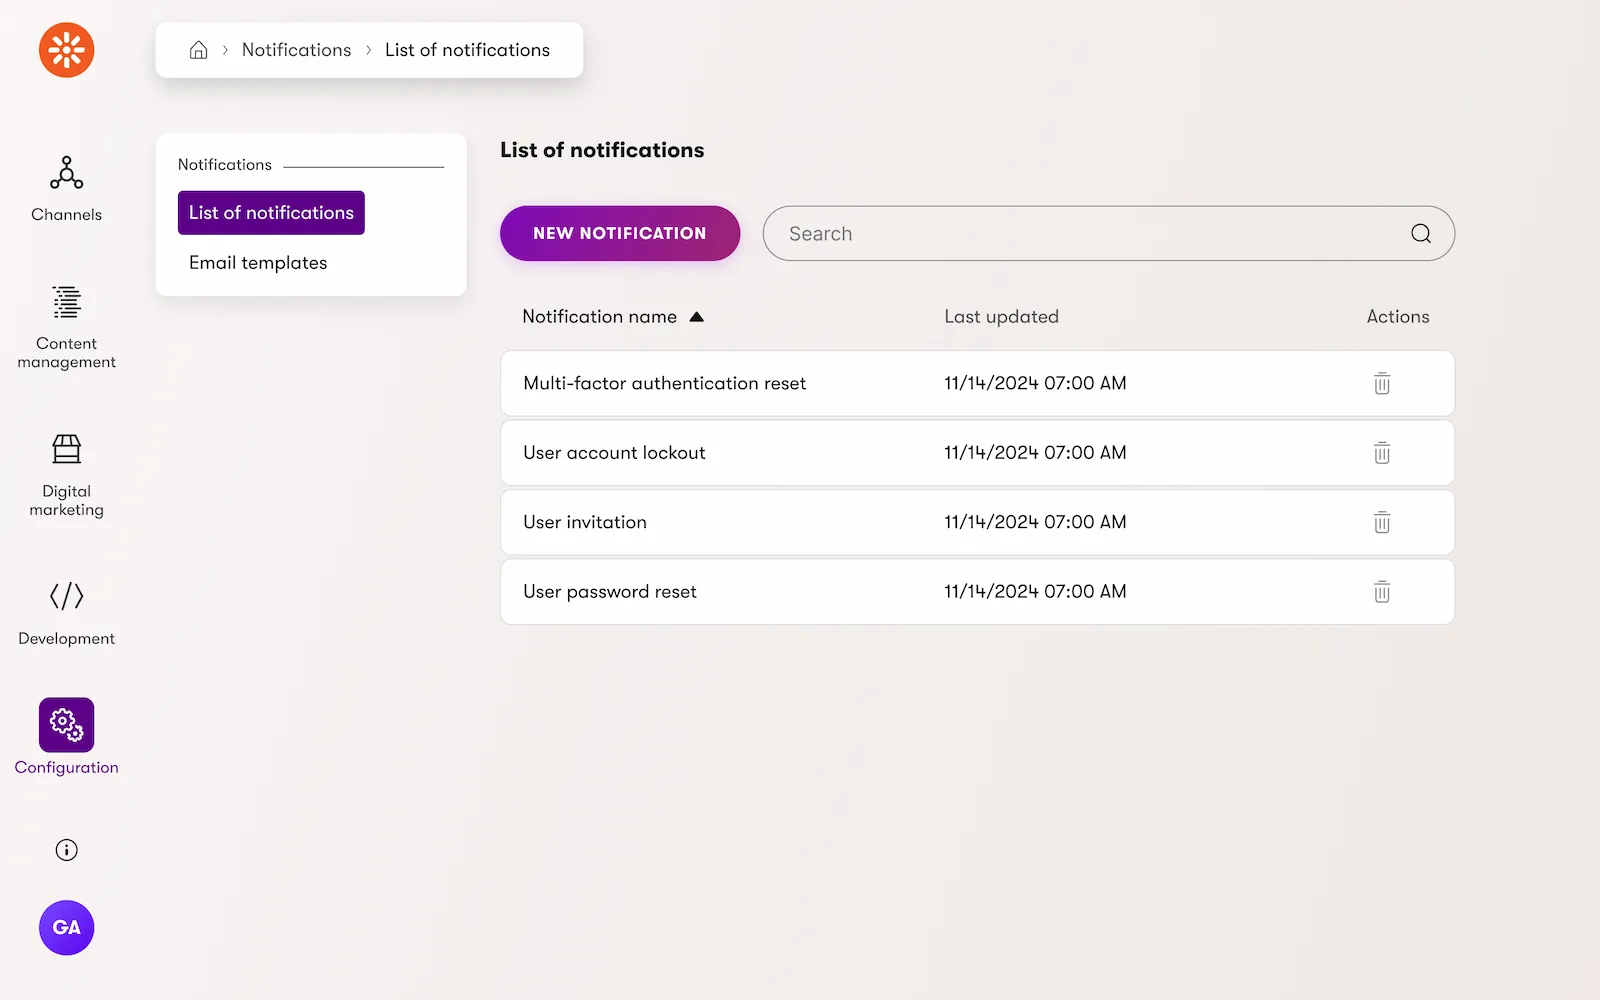 Notifications
List of notifications
Channels
Content
management
Digital
marketing
Development
Configuration
GA
Notifications
List of notifications
Email templates
List of notifications
NEW NOTIFICATION
Search
Notification name
Last updated
Actions
Multi-factor authentication reset
11/14/2024 07:00 AM
User account lockout
11/14/2024 07:00 AM
User invitation
11/14/2024 07:00 AM
User password reset
11/14/2024 07:00 AM